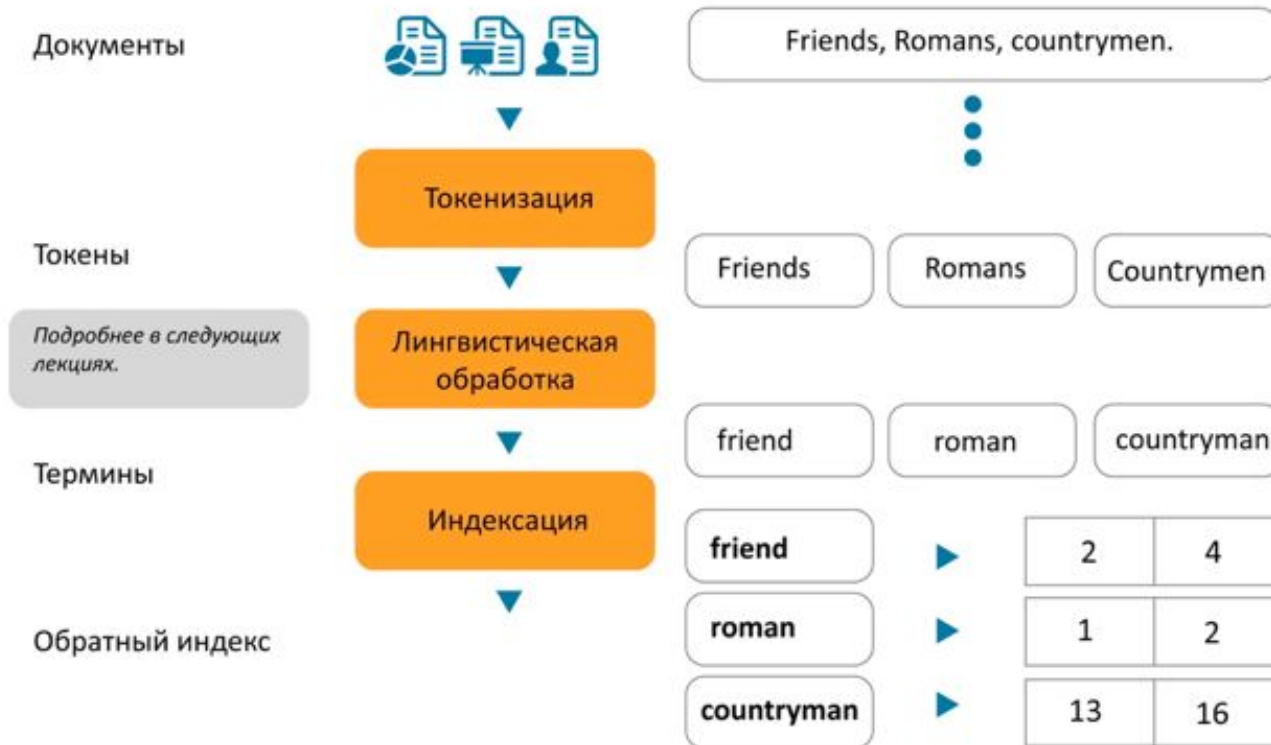 Документы
Friends, Romans, countrymen.
Токенизация
Токены
Friends
Romans
Countrymen
Подробнее в следующих
лекциях.
Лингвистическая
обработка
friend
roman
countryman
Термины
Индексация
friend
2
4
roman
1
2
Обратный индекс
countryman
13
16